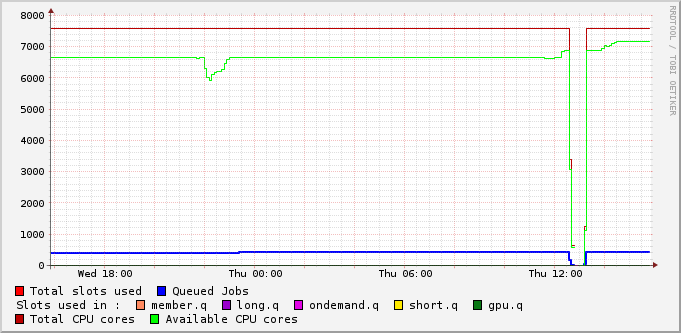 8000
7000
6000
5000
4000
3000
2000
1000
0
Wed 18:00 Thu 00:00 Thu 06:00 Thu 12:00
RRDTOOL / TOBI OETIKER
Total slots used Queued Jobs
Slots used in : member.q long.q ondemand.q short.q gpu.q
Total CPU cores Available CPU cores